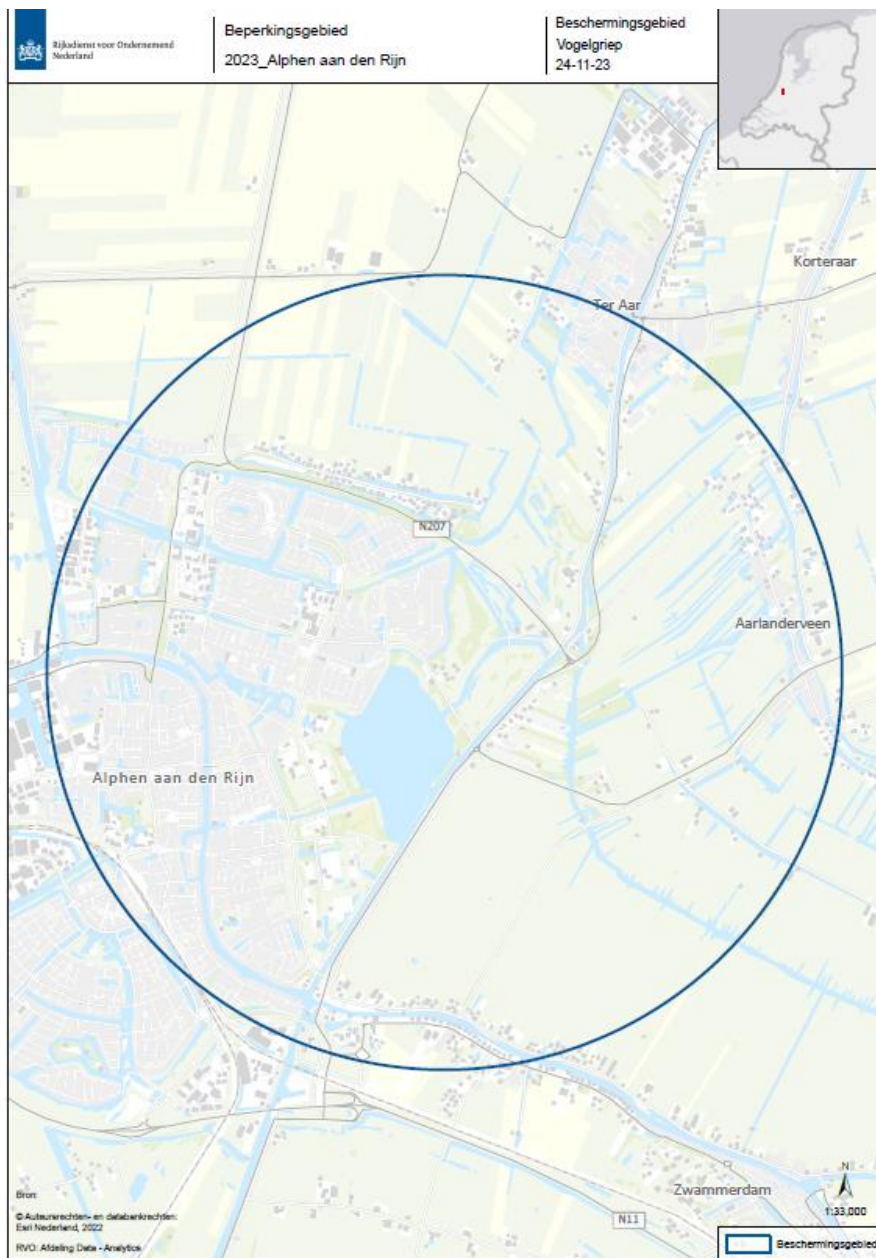 Rijksdienst voor Ondernemend
Nederland
Beperkingsgebied
2023_Alphen aan den Rijn
Beschermingsgebied
Vogelgriep
24-11-23
Korteraar
Ter Aar
N207
Aarlanderveen
Alphen aan den Rijn
Zwammerdam
N11
N
1:33,000
Bron:
© Auteursrechten- en databankrechten:
Esri Nederland, 2022
RVO: Afdeling Data - Analytics
Beschermingsgebied